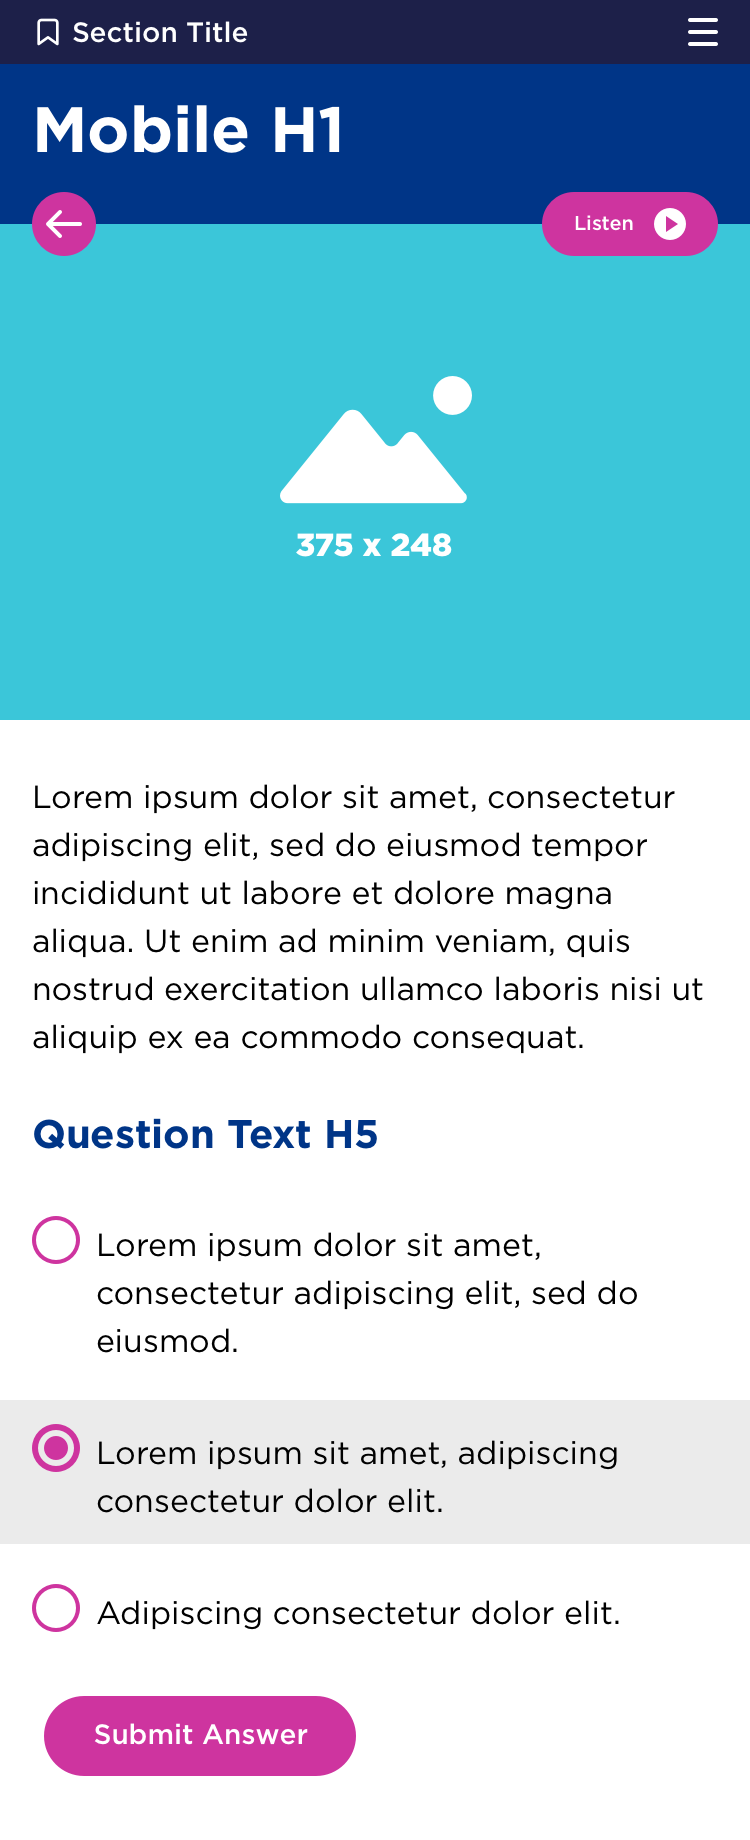 Section Title
Mobile H1
Listen
375 x 248
Lorem ipsum dolor sit amet, consectetur
adipiscing elit, sed do eiusmod tempor
incididunt ut labore et dolore magna
aliqua. Ut enim ad minim veniam, quis
nostrud exercitation ullamco laboris nisi ut
aliquip ex ea commodo consequat.
Question Text H5
Lorem ipsum dolor sit amet,
consectetur adipiscing elit, sed do
eiusmod.
Lorem ipsum sit amet, adipiscing
consectetur dolor elit.
Adipiscing consectetur dolor elit.
Submit Answer